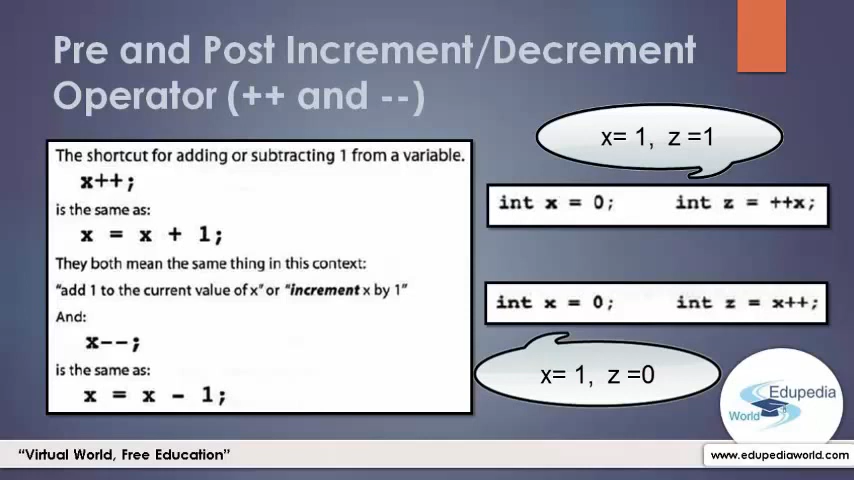 Pre and Post Increment/Decrement
Operator (++ and --)
The shortcut for adding or subtracting 1 from a variable.
x++;
is the same as:
x = x + 1;
They both mean the same thing in this context:
"add 1 to the current value of x" or "increment x by 1"
And:
x--;
is the same as:
x = x - 1;
x= 1, z =1
int x = 0; int z = ++x;
int x = 0; int z = x++;
x= 1, z =0
Edupedia
World
"Virtual World, Free Education"
www.edupediaworld.com